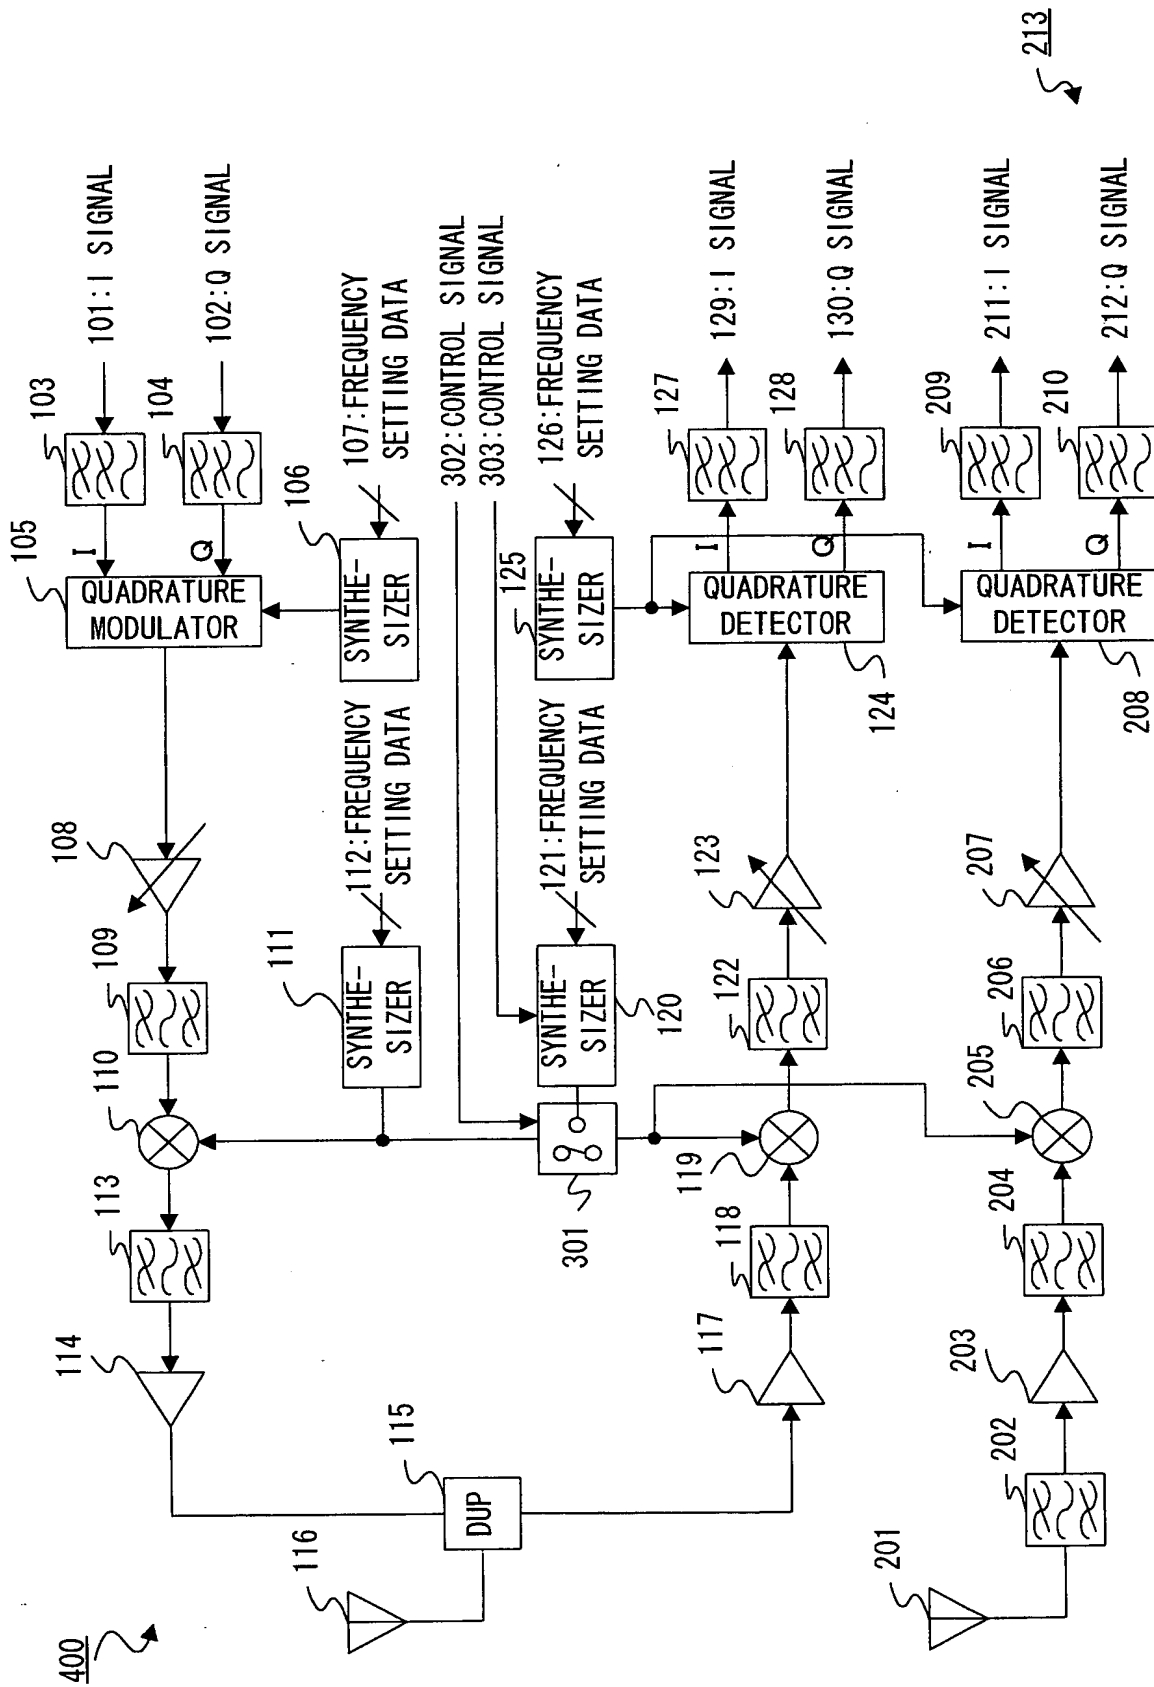 400
213
101:I SIGNAL
102:Q SIGNAL
103
104
105
I
Q
QUADRATURE
MODULATOR
106
SYNTHE-
SIZER
107:FREQUENCY
SETTING DATA
108
109
110
111
SYNTHE-
SIZER
112:FREQUENCY
SETTING DATA
113
114
115
DUP
116
302:CONTROL SIGNAL
303:CONTROL SIGNAL
301
120
SYNTHE-
SIZER
121:FREQUENCY
SETTING DATA
125
SYNTHE-
SIZER
126:FREQUENCY
SETTING DATA
117
118
119
122
123
124
QUADRATURE
DETECTOR
I
Q
127
128
129:I SIGNAL
130:Q SIGNAL
201
202
203
204
205
206
207
208
QUADRATURE
DETECTOR
I
Q
209
210
211:I SIGNAL
212:Q SIGNAL